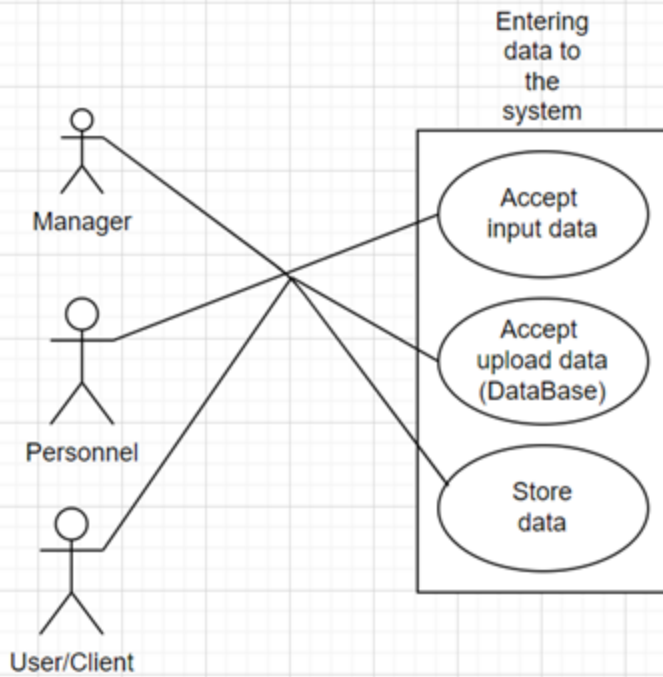 Entering
data to
the
system
Manager
Accept
input data
Personnel
Accept
upload data
(DataBase)
User/Client
Store
data